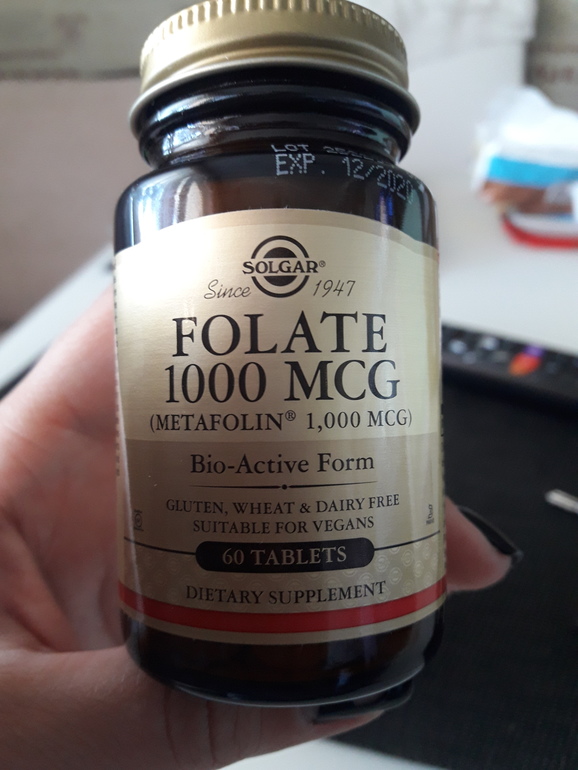 LOT
EXP. 12/2020
SOLGAR®
Since 1947
FOLATE
1000 MCG
(METAFOLIN® 1,000 MCG)
Bio-Active Form
GLUTEN, WHEAT & DAIRY FREE
SUITABLE FOR VEGANS
60 TABLETS
DIETARY SUPPLEMENT